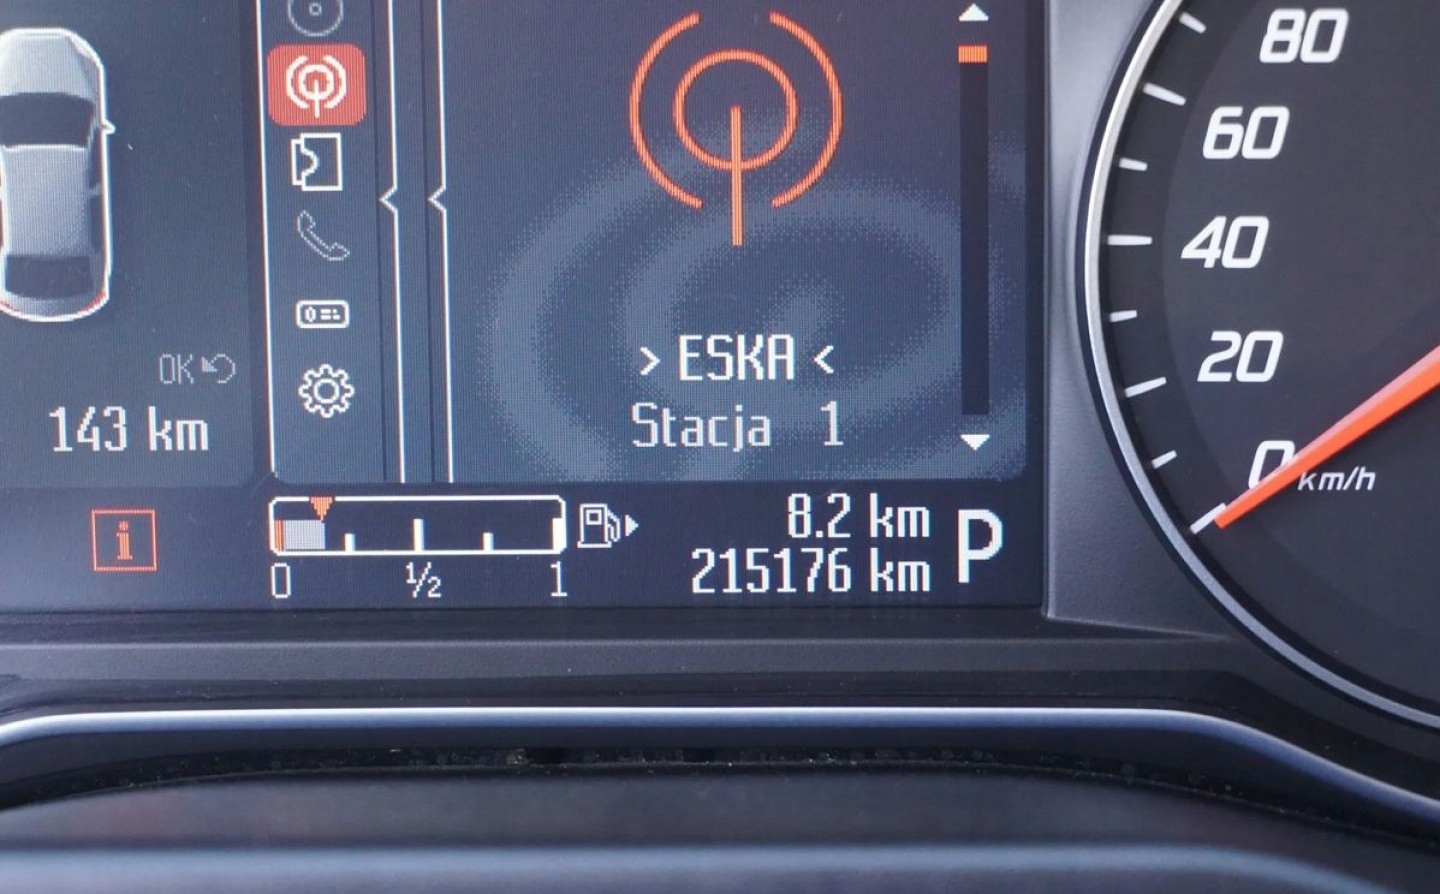 80
60
40
20
0 km/h
> ESKA <
Stacja 1
OK
143 km
i
0 ½ 1
8.2 km
215176 km
P